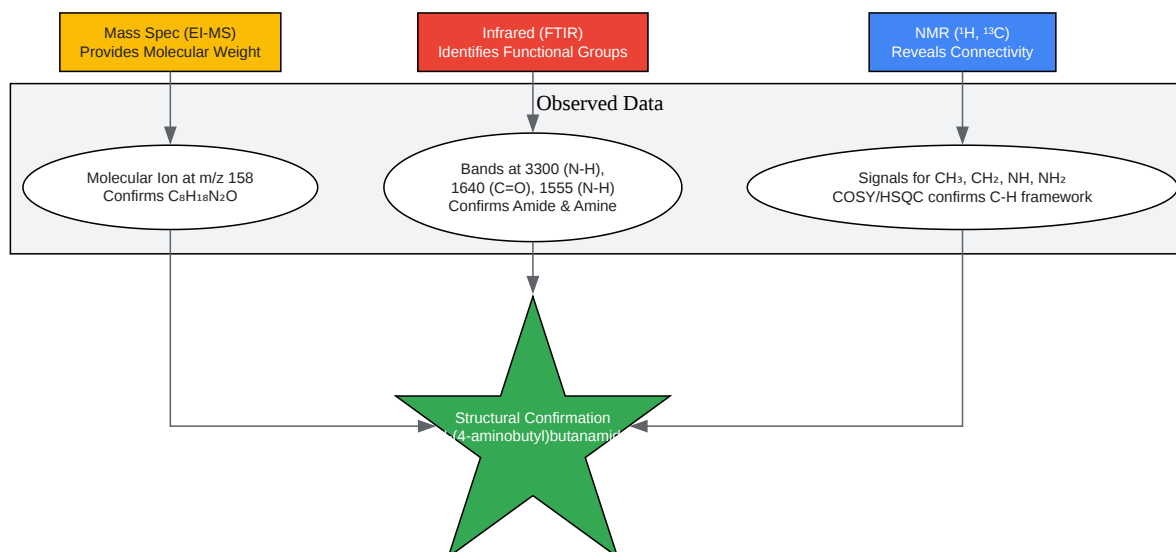 Mass Spec (EI-MS)
Provides Molecular Weight
Infrared (FTIR)
Identifies Functional Groups
NMR (¹H, ¹³C)
Reveals Connectivity
Observed Data
Molecular Ion at m/z 158
Confirms C₈H₁₈N₂O
Bands at 3300 (N-H),
1640 (C=O), 1555 (N-H)
Confirms Amide & Amine
Signals for CH₃, CH₂, NH, NH₂
COSY/HSQC confirms C-H framework
Structural Confirmation
(4-aminobutyl)butanamid